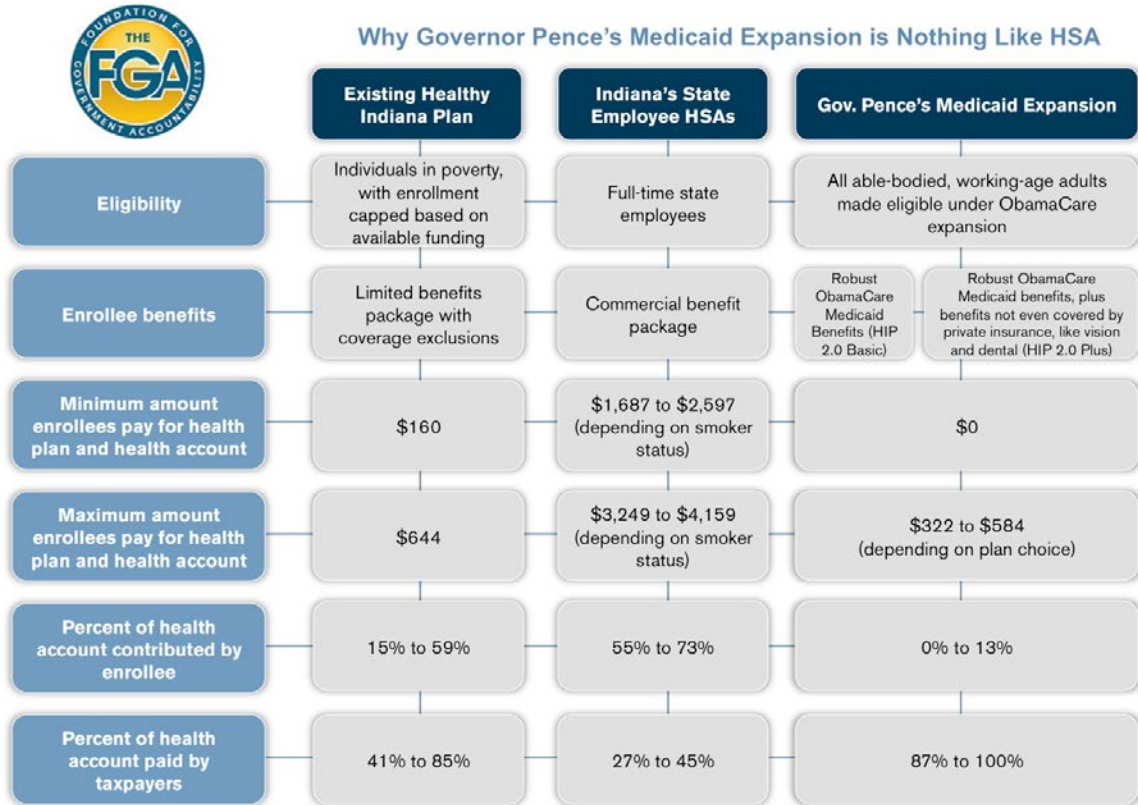 FOUNDATION FOR
THE
FGA
GOVERNMENT ACCOUNTABILITY
Why Governor Pence's Medicaid Expansion is Nothing Like HSA
Existing Healthy
Indiana Plan
Indiana's State
Employee HSAs
Gov. Pence's Medicaid Expansion
Eligibility
Individuals in poverty,
with enrollment
capped based on
available funding
Full-time state
employees
All able-bodied, working-age adults
made eligible under ObamaCare
expansion
Enrollee benefits
Limited benefits
package with
coverage exclusions
Commercial benefit
package
Robust
ObamaCare
Medicaid
Benefits (HIP
2.0 Basic)
Robust ObamaCare
Medicaid benefits, plus
benefits not even covered by
private insurance, like vision
and dental (HIP 2.0 Plus)
Minimum amount
enrollees pay for health
plan and health account
$160
$1,687 to $2,597
(depending on smoker
status)
$0
Maximum amount
enrollees pay for health
plan and health account
$644
$3,249 to $4,159
(depending on smoker
status)
$322 to $584
(depending on plan choice)
Percent of health
account contributed by
enrollee
15% to 59%
55% to 73%
0% to 13%
Percent of health
account paid by
taxpayers
41% to 85%
27% to 45%
87% to 100%